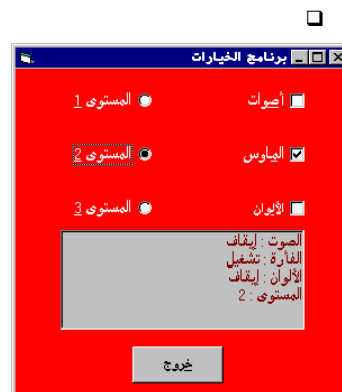 برنامج الخيارات
أصوات
المستوى 1
الماوس
المستوى 2
الألوان
المستوى 3
الصوت : إيقاف
الفأرة : تشغيل
الألوان : إيقاف
المستوى : 2
خروج